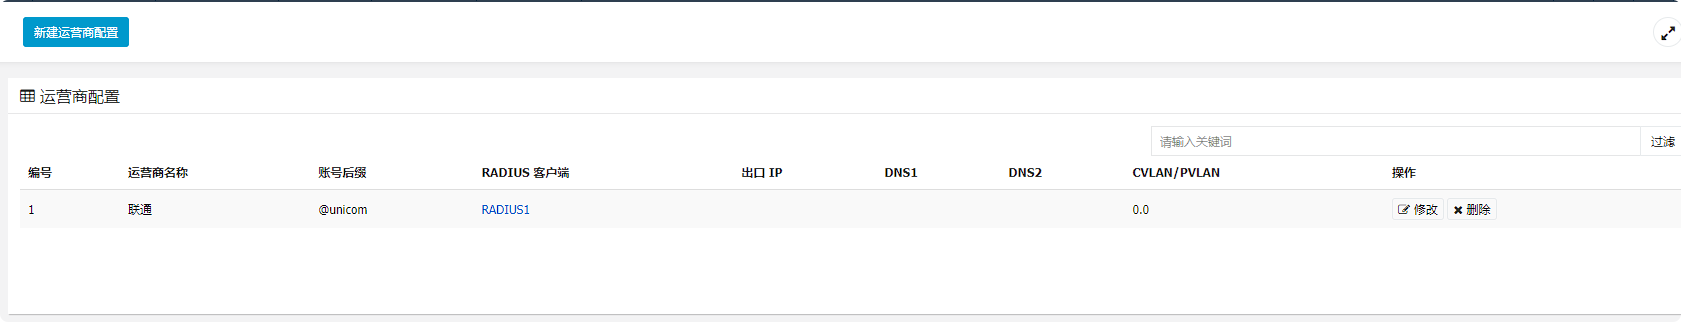 新建运营商配置
运营商配置
请输入关键词 过滤
编号 运营商名称 账号后缀 RADIUS 客户端 出口 IP DNS1 DNS2 CVLAN/PVLAN 操作
1 联通 @unicom RADIUS1 0.0 修改 删除